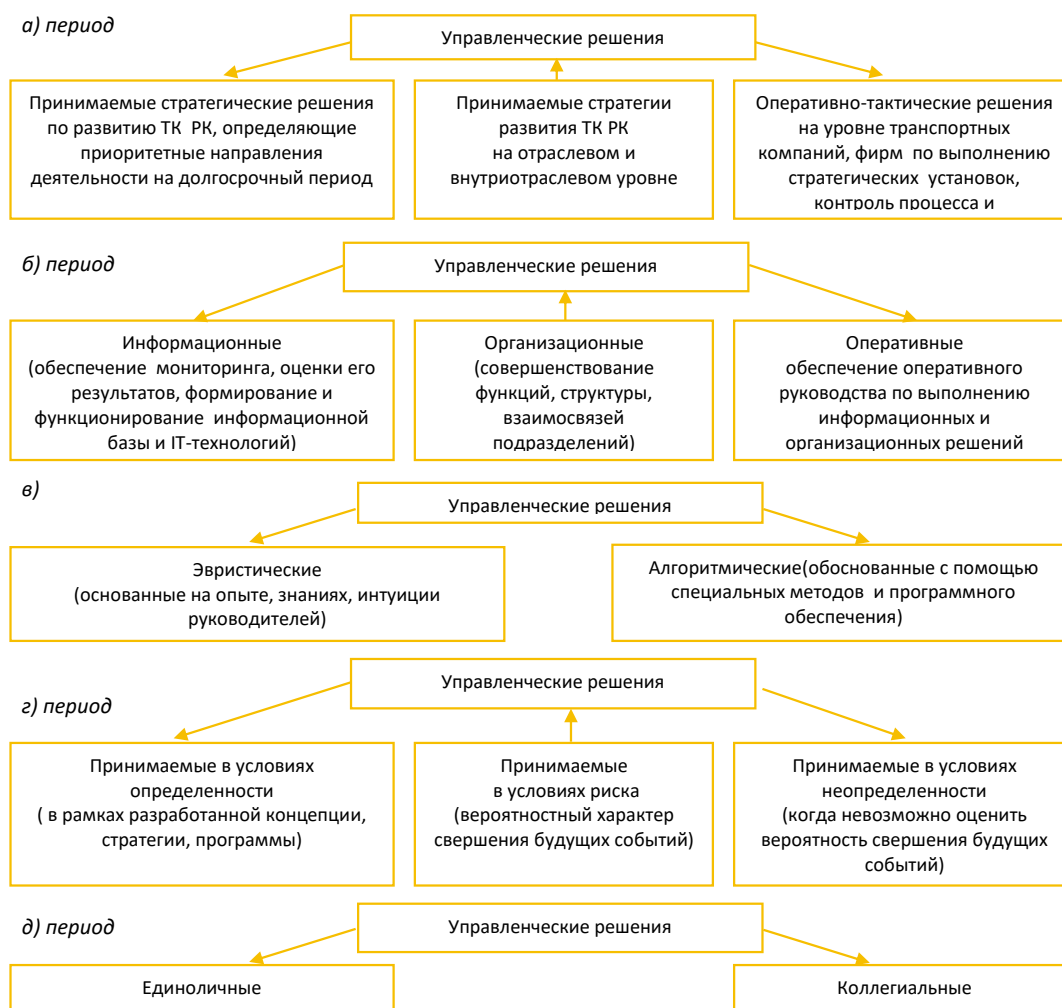 а) период
Управленческие решения
Принимаемые стратегические решения
по развитию ТК РК, определяющие
приоритетные направления
деятельности на долгосрочный период
Принимаемые стратегии
развития ТК РК
на отраслевом и
внутриотраслевом уровне
Оперативно-тактические решения
на уровне транспортных
компаний, фирм по выполнению
стратегических установок,
контроль процесса и
б) период
Управленческие решения
Информационные
(обеспечение мониторинга, оценки его
результатов, формирование и
функционирование информационной
базы и IT-технологий)
Организационные
(совершенствование
функций, структуры,
взаимосвязей
подразделений)
Оперативные
обеспечение оперативного
руководства по выполнению
информационных и
организационных решений
в)
Управленческие решения
Эвристические
(основанные на опыте, знаниях, интуиции
руководителей)
Алгоритмические(обоснованные с помощью
специальных методов и программного
обеспечения)
г) период
Управленческие решения
Принимаемые в условиях
определенности
( в рамках разработанной концепции,
стратегии, программы)
Принимаемые
в условиях риска
(вероятностный характер
свершения будущих событий)
Принимаемые в условиях
неопределенности
(когда невозможно оценить
вероятность свершения будущих
событий)
д) период
Управленческие решения
Единоличные
Коллегиальные